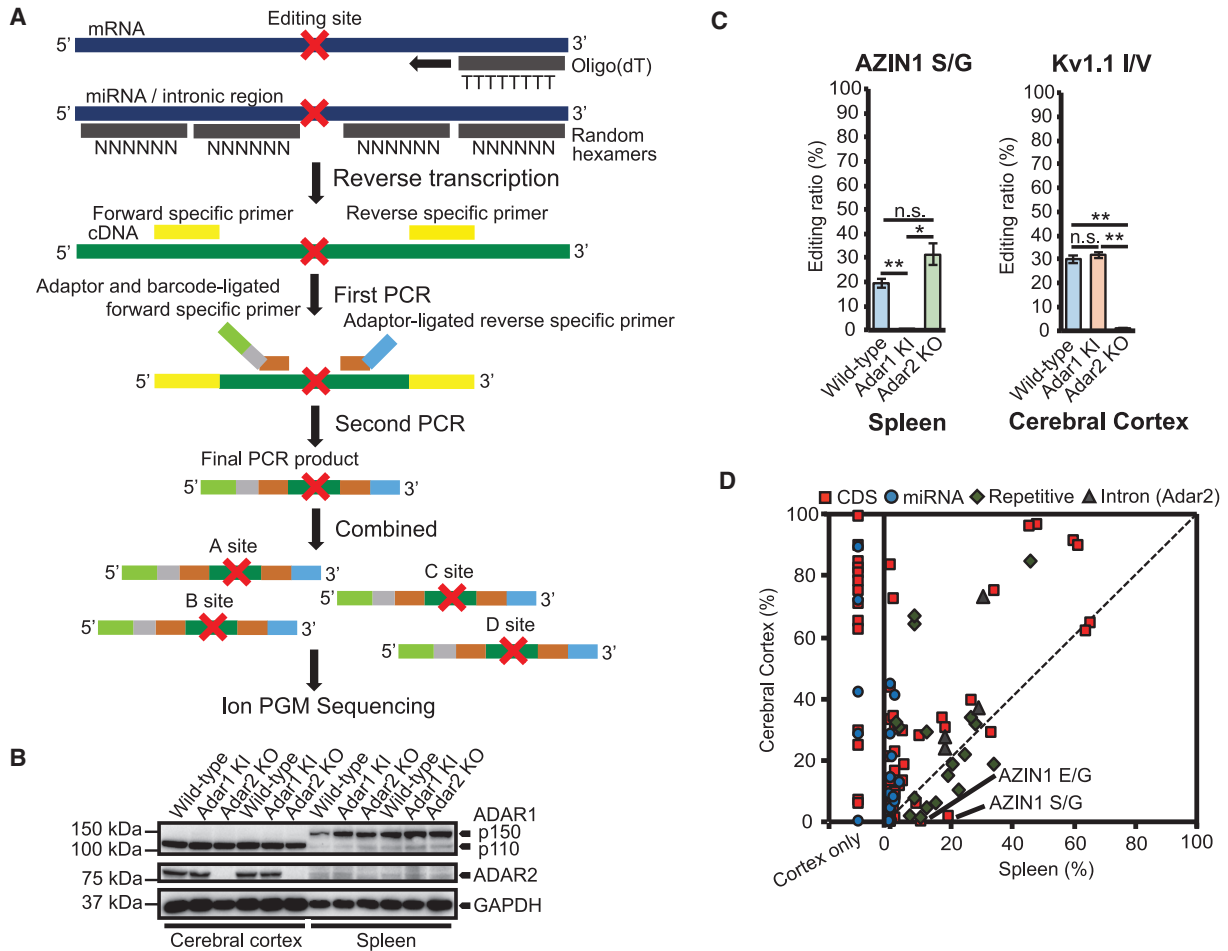 A
Editing site
5'
mRNA
3'
Oligo(dT)
TTTTTTTT
miRNA / intronic region
5'
3'
NNNNNN
NNNNNN
NNNNNN
NNNNNN
Random
hexamers
Reverse transcription
Forward specific primer
Reverse specific primer
cDNA
5'
3'
Adaptor and barcode-ligated
forward specific primer
First PCR
Adaptor-ligated reverse specific primer
5'
3'
Second PCR
Final PCR product
5'
3'
Combined
A site
5'
3'
C site
5'
3'
B site
5'
3'
D site
5'
3'
Ion PGM Sequencing
B
Wild-type
Adar1 KI
Adar2 KO
Wild-type
Adar1 KI
Adar2 KO
Wild-type
Adar1 KI
Adar2 KO
Wild-type
Adar1 KI
Adar2 KO
ADAR1
150 kDa
p150
100 kDa
p110
75 kDa
ADAR2
37 kDa
GAPDH
Cerebral cortex
Spleen
C
AZIN1 S/G
Editing ratio (%)
100
90
80
70
60
50
40
30
20
10
0
n.s.
*
**
Wild-type
Adar1 KI
Adar2 KO
Spleen
Kv1.1 I/V
Editing ratio (%)
100
90
80
70
60
50
40
30
20
10
0
**
n.s.
**
Wild-type
Adar1 KI
Adar2 KO
Cerebral Cortex
D
CDS
miRNA
Repetitive
Intron (Adar2)
Cerebral Cortex (%)
100
80
60
40
20
0
AZIN1 E/G
AZIN1 S/G
Cortex only
0
20
40
60
80
100
Spleen (%)